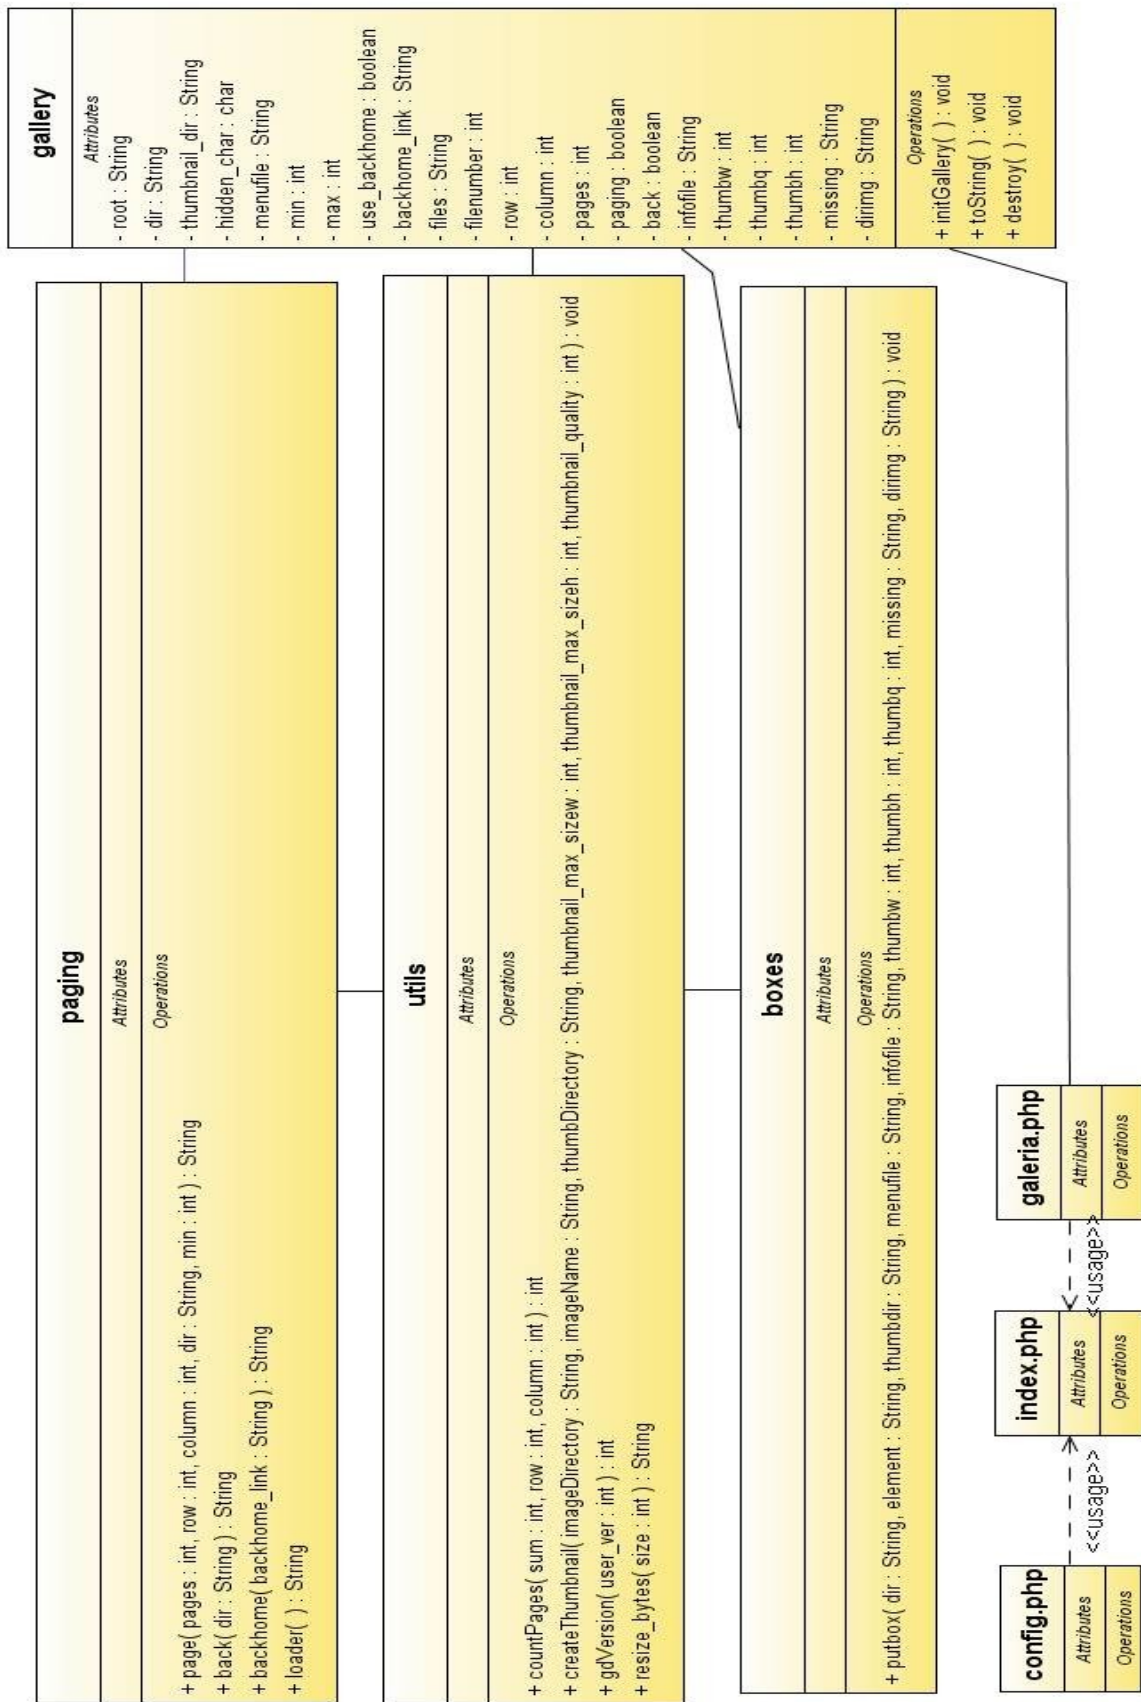 gallery
Attributes
- root : String
- dir : String
- thumbnail_dir : String
- hidden_char : char
- menufile : String
- min : int
- max : int
- use_backhome : boolean
- backhome_link : String
- files : String
- filenumber : int
- row : int
- column : int
- pages : int
- paging : boolean
- back : boolean
- infofile : String
- thumbw : int
- thumbq : int
- thumbh : int
- missing : String
- dirimg : String
Operations
+ initGallery( ) : void
+ toString( ) : void
+ destroy( ) : void
paging
Attributes
Operations
+ page( pages : int, row : int, column : int, dir : String, min : int ) : String
+ back( dir : String ) : String
+ backhome( backhome_link : String ) : String
+ loader( ) : String
utils
Attributes
Operations
+ countPages( sum : int, row : int, column : int ) : int
+ createThumbnail( imageDirectory : String, imageName : String, thumbDirectory : String, thumbnail_max_sizew : int, thumbnail_max_sizeh : int, thumbnail_quality : int ) : void
+ gdVersion( user_ver : int ) : int
+ resize_bytes( size : int ) : String
boxes
Attributes
Operations
+ putbox( dir : String, element : String, thumbdir : String, menufile : String, infofile : String, thumbw : int, thumbh : int, thumbq : int, missing : String, dirimg : String ) : void
config.php
Attributes
Operations
<<usage>>
index.php
Attributes
Operations
<<usage>>
galeria.php
Attributes
Operations